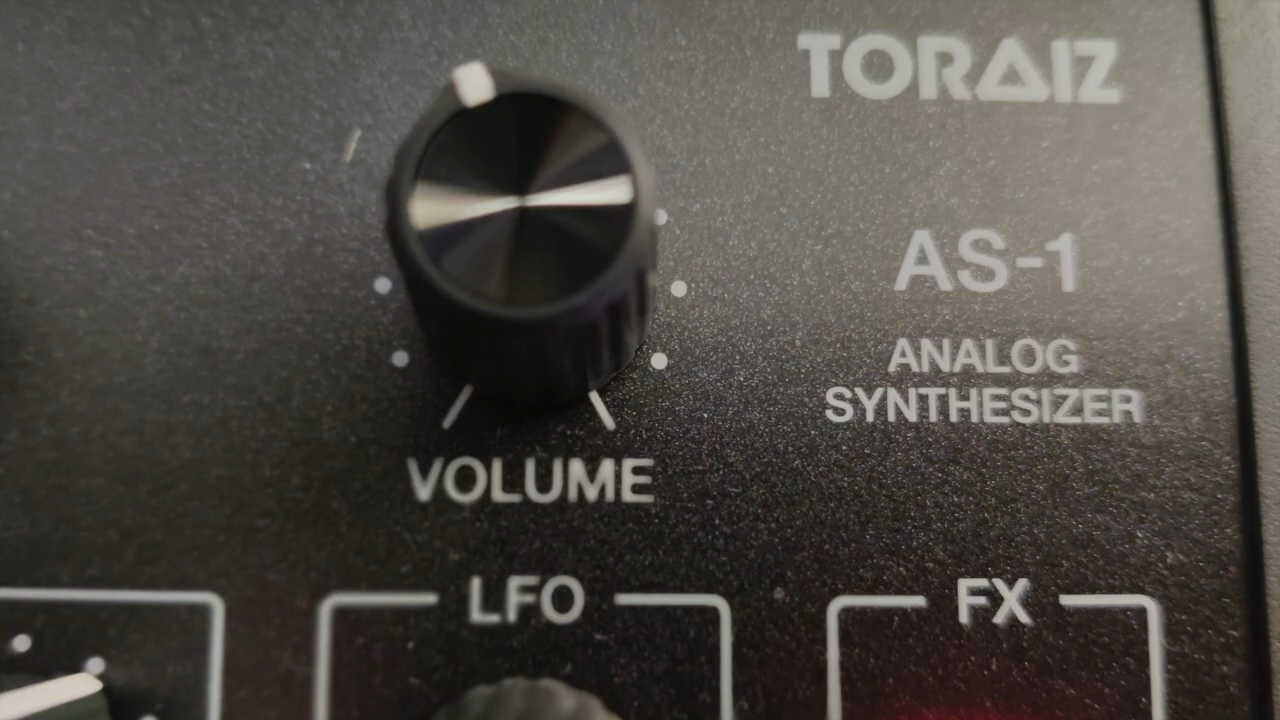 TORAIZ
AS-1
ANALOG
SYNTHESIZER
VOLUME
LFO
FX